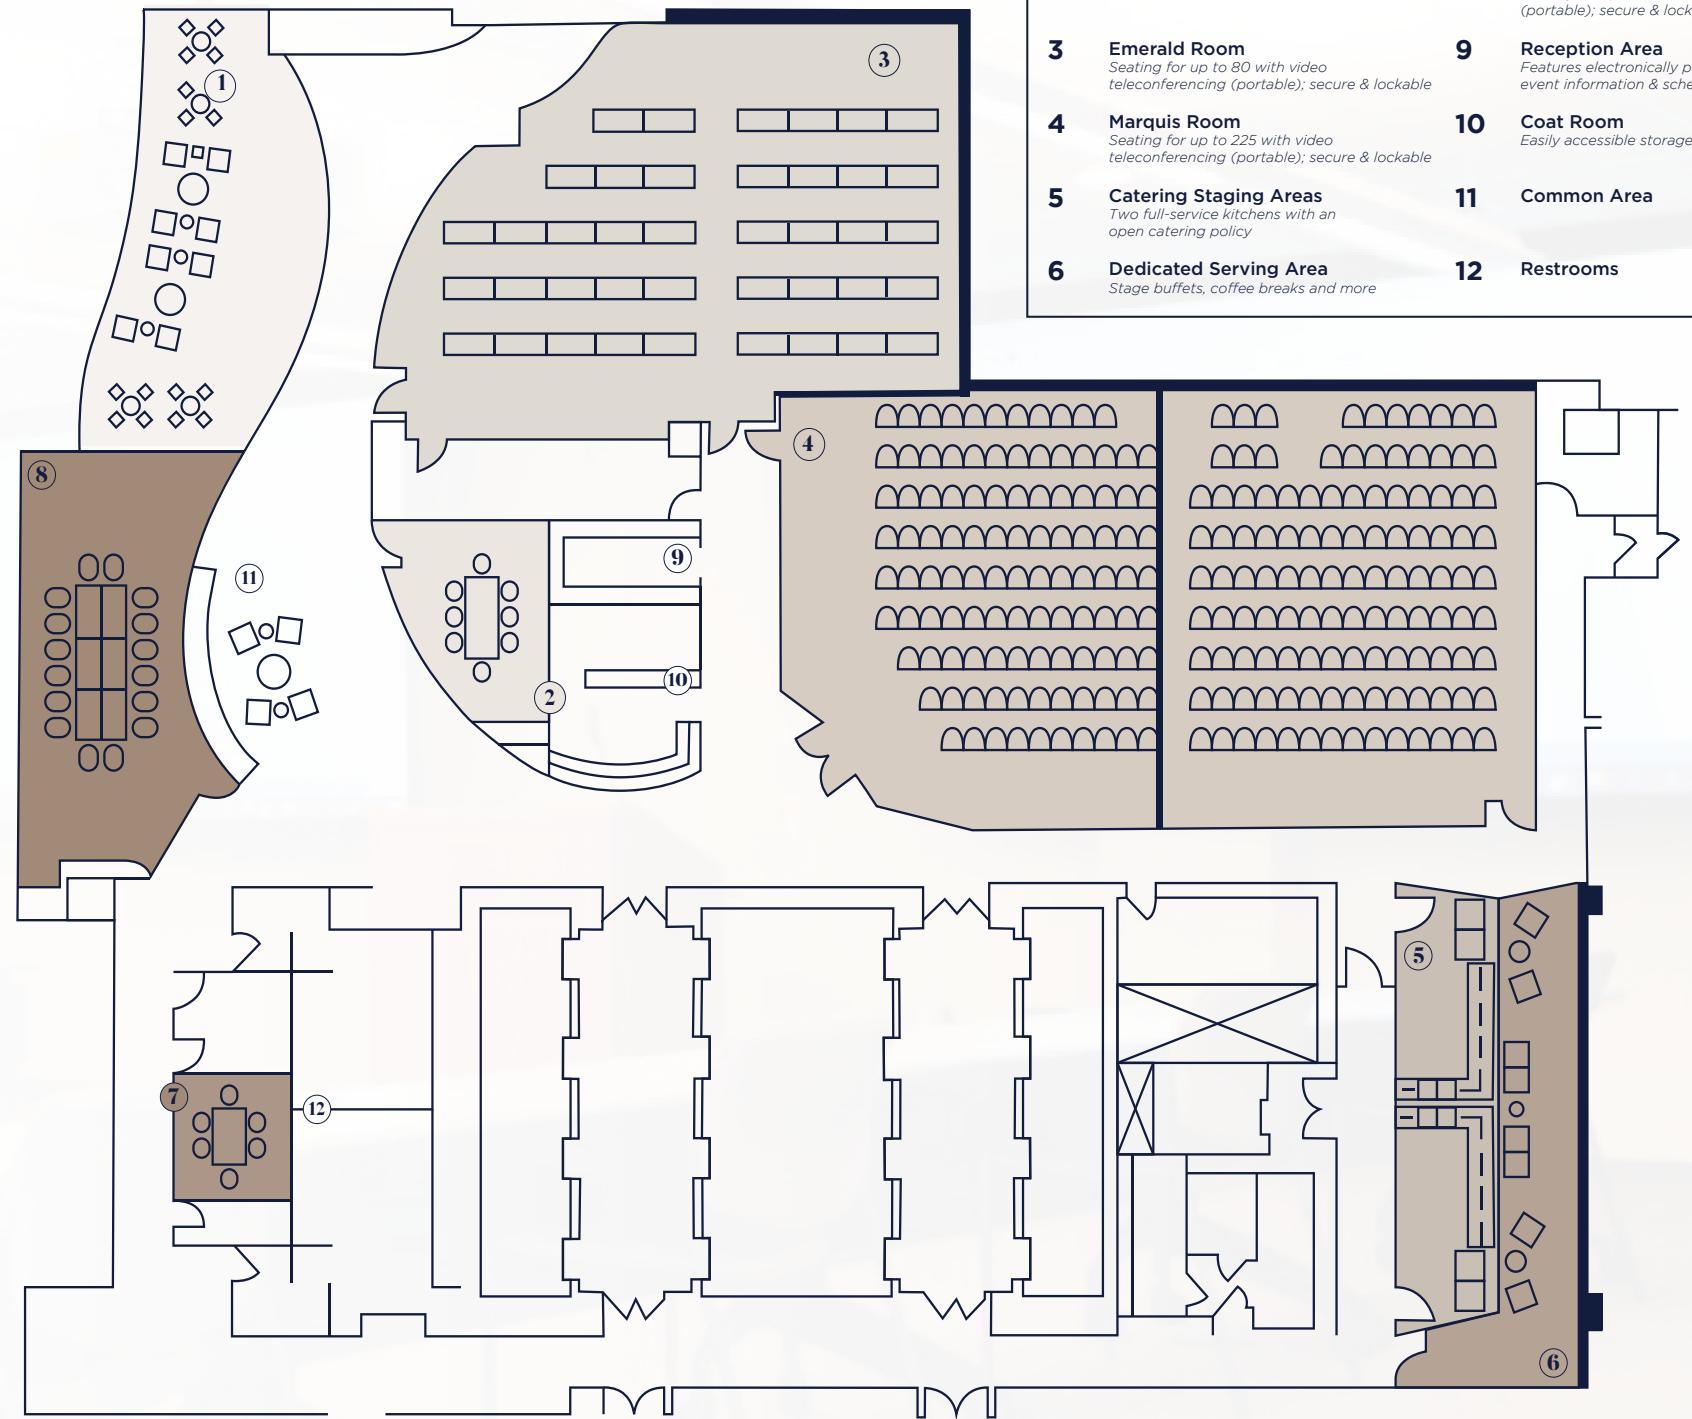 (portable); secure & lock
3 Emerald Room
Seating for up to 80 with video
teleconferencing (portable); secure & lockable
9 Reception Area
Features electronically p
event information & sche
4 Marquis Room
Seating for up to 225 with video
teleconferencing (portable); secure & lockable
10 Coat Room
Easily accessible storage
5 Catering Staging Areas
Two full-service kitchens with an
open catering policy
11 Common Area
6 Dedicated Serving Area
Stage buffets, coffee breaks and more
12 Restrooms
1
3
4
8
11
9
2
10
5
7
12
6